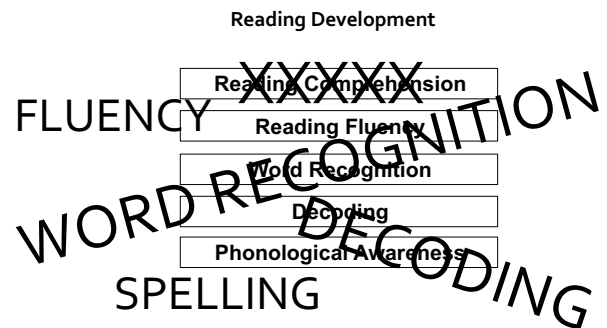 Reading Development
XXXXX
Reading Comprehension
FLUENCY
Reading Fluency
WORD RECOGNITION
Word Recognition
Decoding
DECODING
Phonological Awareness
SPELLING